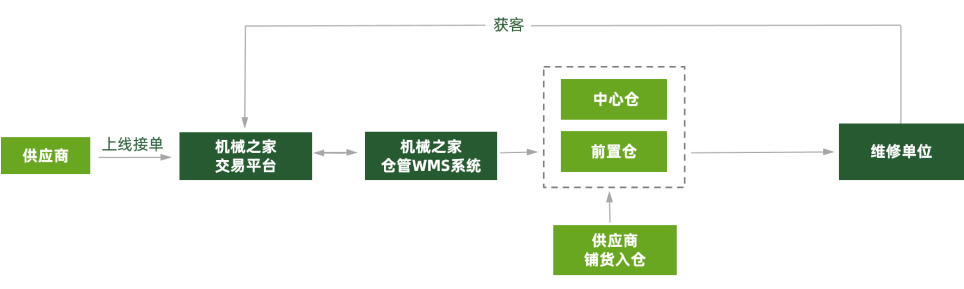 获客
供应商
上线接单
机械之家
交易平台
机械之家
仓管WMS系统
中心仓
前置仓
维修单位
供应商
铺货入仓